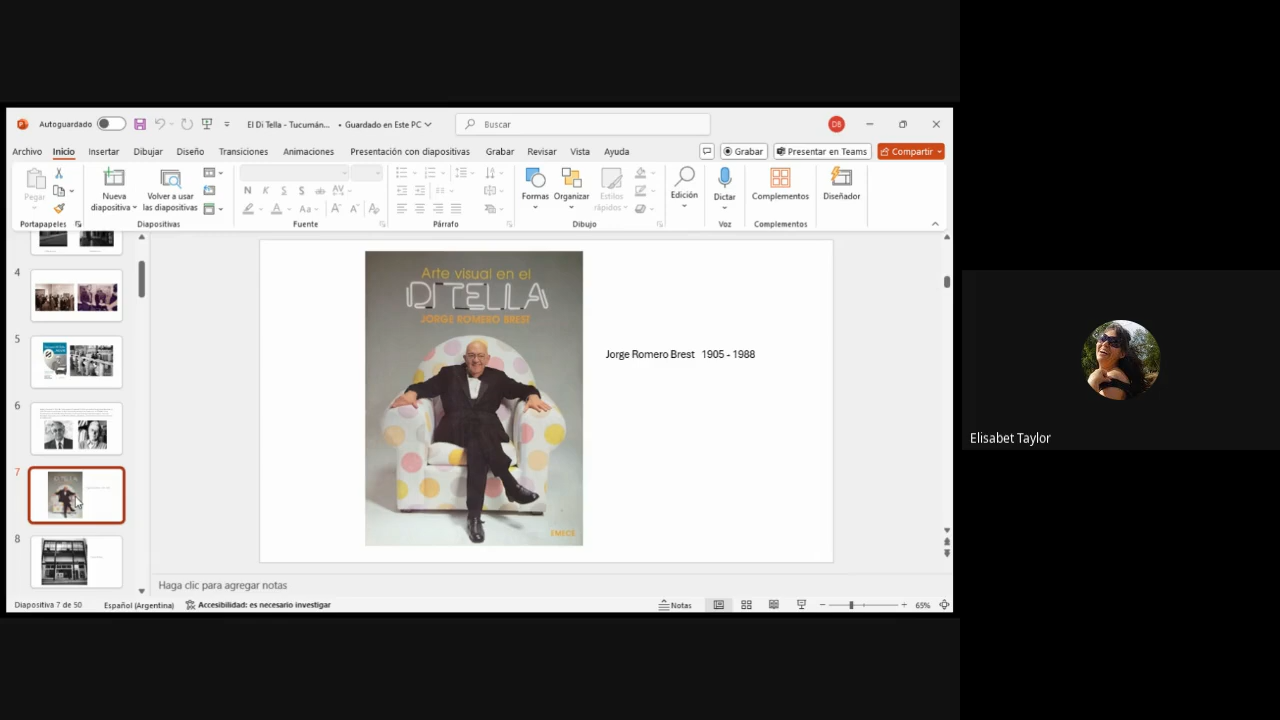 Autoguardado
El Di Tella – Tucumán... • Guardado en Este PC
Buscar
DB
Archivo Inicio Insertar Dibujar Diseño Transiciones Animaciones Presentación con diapositivas Grabar Revisar Vista Ayuda
Grabar
Presentar en Teams
Compartir
Pegar
Nueva diapositiva
Volver a usar las diapositivas
N K S S ab AV
Aa A A A
Formas
Organizar
Estilos rápidos
Edición
Dictar
Complementos
Diseñador
Portapapeles
Diapositivas
Fuente
Párrafo
Dibujo
Voz
Complementos
4
5
6
7
8
Arte visual en el
DI TELLA
JORGE ROMERO BREST
EMECE
Jorge Romero Brest 1905 - 1988
Haga clic para agregar notas
Diapositiva 7 de 50
Español (Argentina)
Accesibilidad: es necesario investigar
Notas
65%
Elisabet Taylor